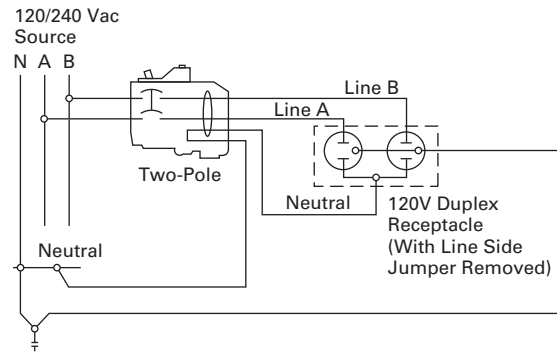 120/240 Vac
Source
N A B
Line B
Line A
Two-Pole
Neutral
120V Duplex
Receptacle
(With Line Side
Jumper Removed)
Neutral